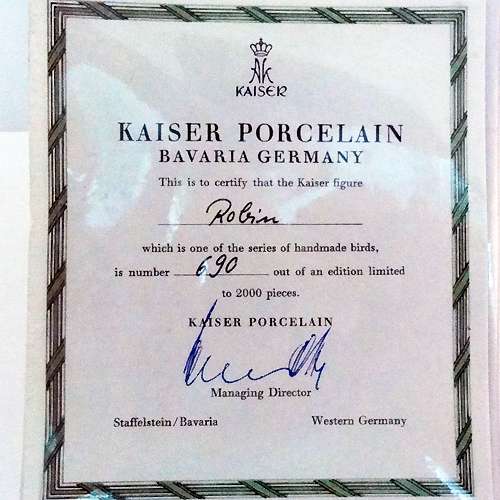 AK
KAISER
KAISER PORCELAIN
BAVARIA GERMANY
This is to certify that the Kaiser figure
Robin
which is one of the series of handmade birds,
is number 690 out of an edition limited
to 2000 pieces.
KAISER PORCELAIN
Managing Director
Staffelstein/Bavaria Western Germany